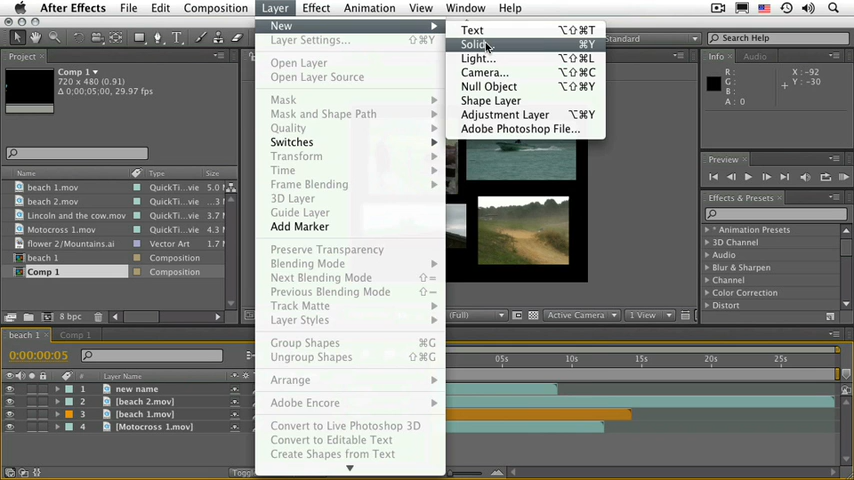 After Effects File Edit Composition Layer Effect Animation View Window Help
New
Layer Settings... ⇧⌘Y
Open Layer
Open Layer Source
Mask
Mask and Shape Path
Quality
Switches
Transform
Time
Frame Blending
3D Layer
Guide Layer
Add Marker
Preserve Transparency
Blending Mode
Next Blending Mode ⇧=
Previous Blending Mode ⇧−
Track Matte
Layer Styles
Group Shapes ⌘G
Ungroup Shapes ⇧⌘G
Arrange
Adobe Encore
Convert to Live Photoshop 3D
Convert to Editable Text
Create Shapes from Text
Text ⌥⇧⌘T
Solid... ⌘Y
Light... ⌥⇧⌘L
Camera... ⌥⇧⌘C
Null Object ⌥⇧⌘Y
Shape Layer
Adjustment Layer ⌥⌘Y
Adobe Photoshop File...
Standard
Search Help
Project
Comp 1
720 x 480 (0.91)
Δ 0;00;05;00, 29.97 fps
Name Type Size
beach 1.mov QuickTi...vie 5.0 M
beach 2.mov QuickTi...vie ...3
Lincoln and the cow.mov QuickTi...vie
Motocross 1.mov QuickTi...vie
flower 2/Mountains.ai Vector Art
beach 1 Composition
Comp 1 Composition
8 bpc
Info Audio
R :
G :
B :
A : 0
X : -92
Y : -30
Preview
Effects & Presets
* Animation Presets
3D Channel
Audio
Blur & Sharpen
Channel
Color Correction
Distort
(Full) Active Camera 1 View
beach 1 Comp 1
0:00:00:05
# Layer Name
05s 10s 15s 20s 25s
1 new name
2 [beach 2.mov]
3 [beach 1.mov]
4 [Motocross 1.mov]